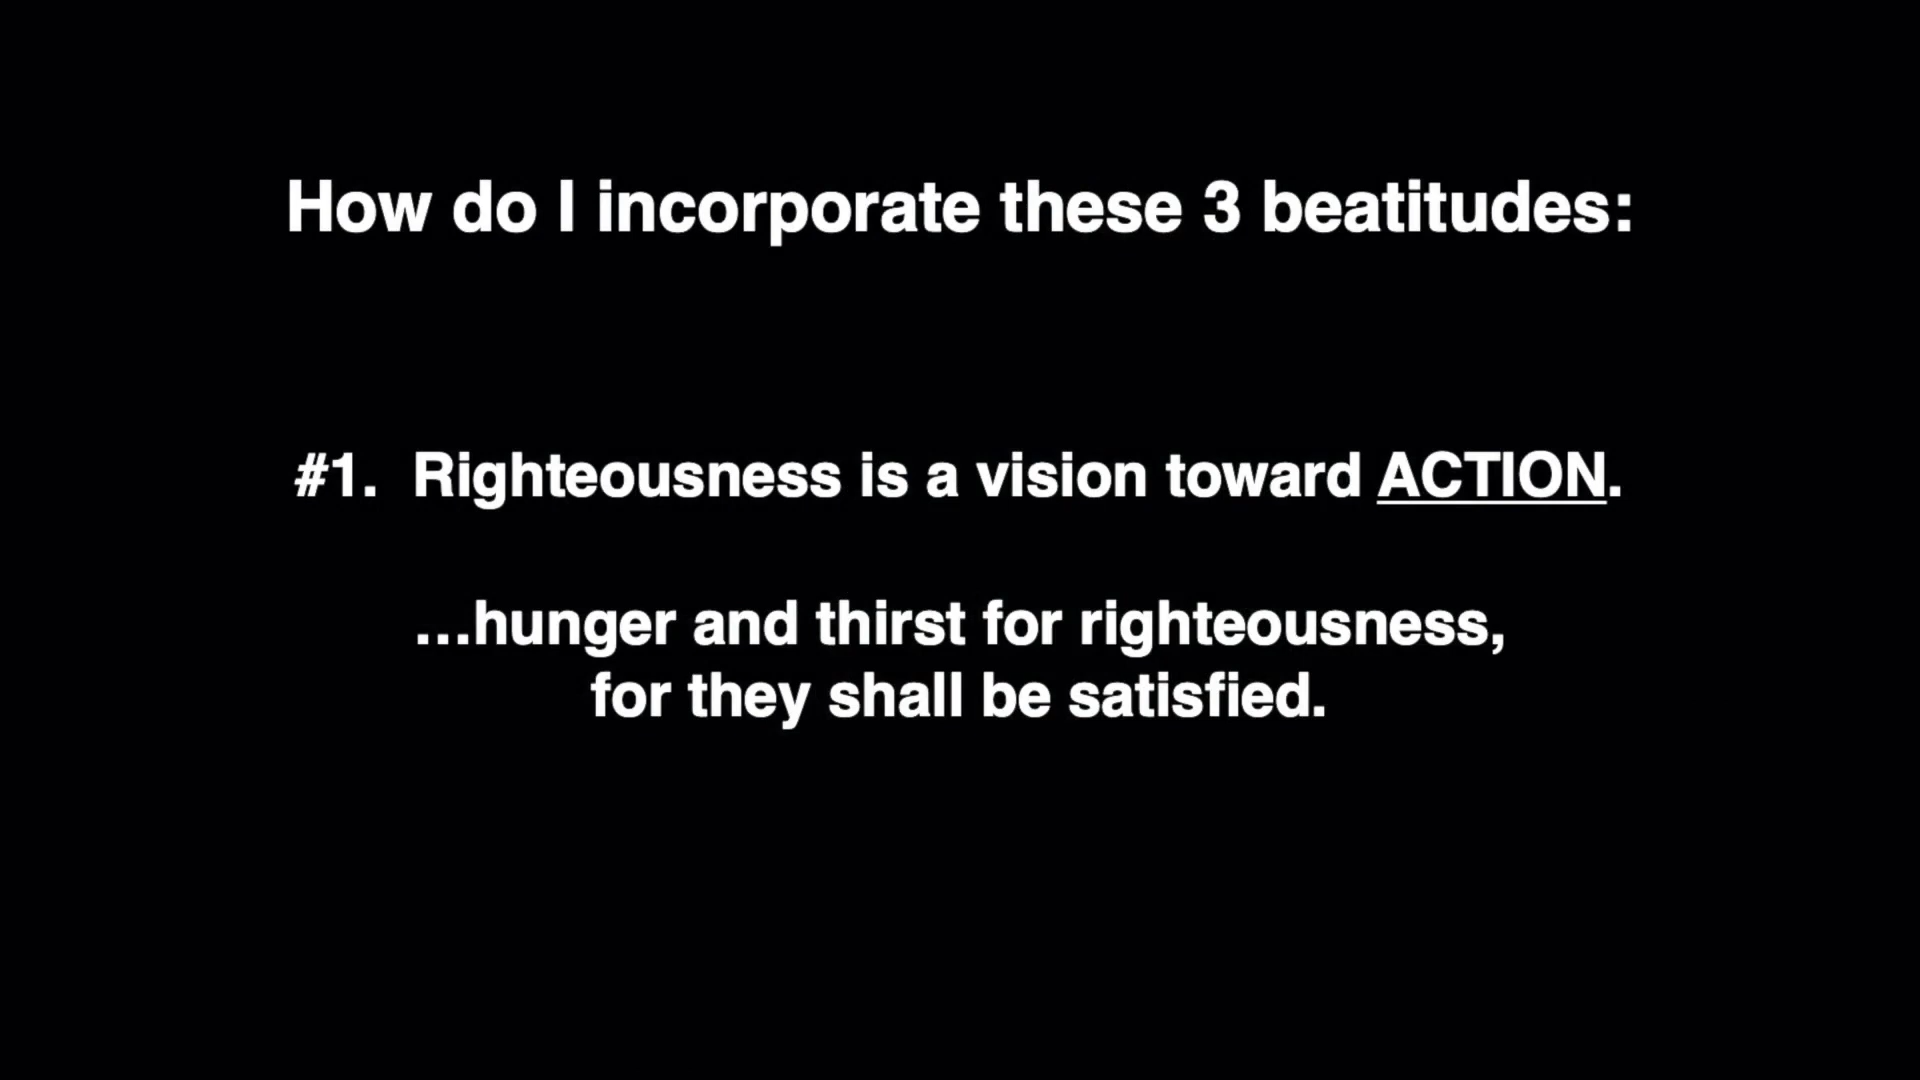 How do I incorporate these 3 beatitudes:
#1. Righteousness is a vision toward ACTION.
...hunger and thirst for righteousness,
for they shall be satisfied.